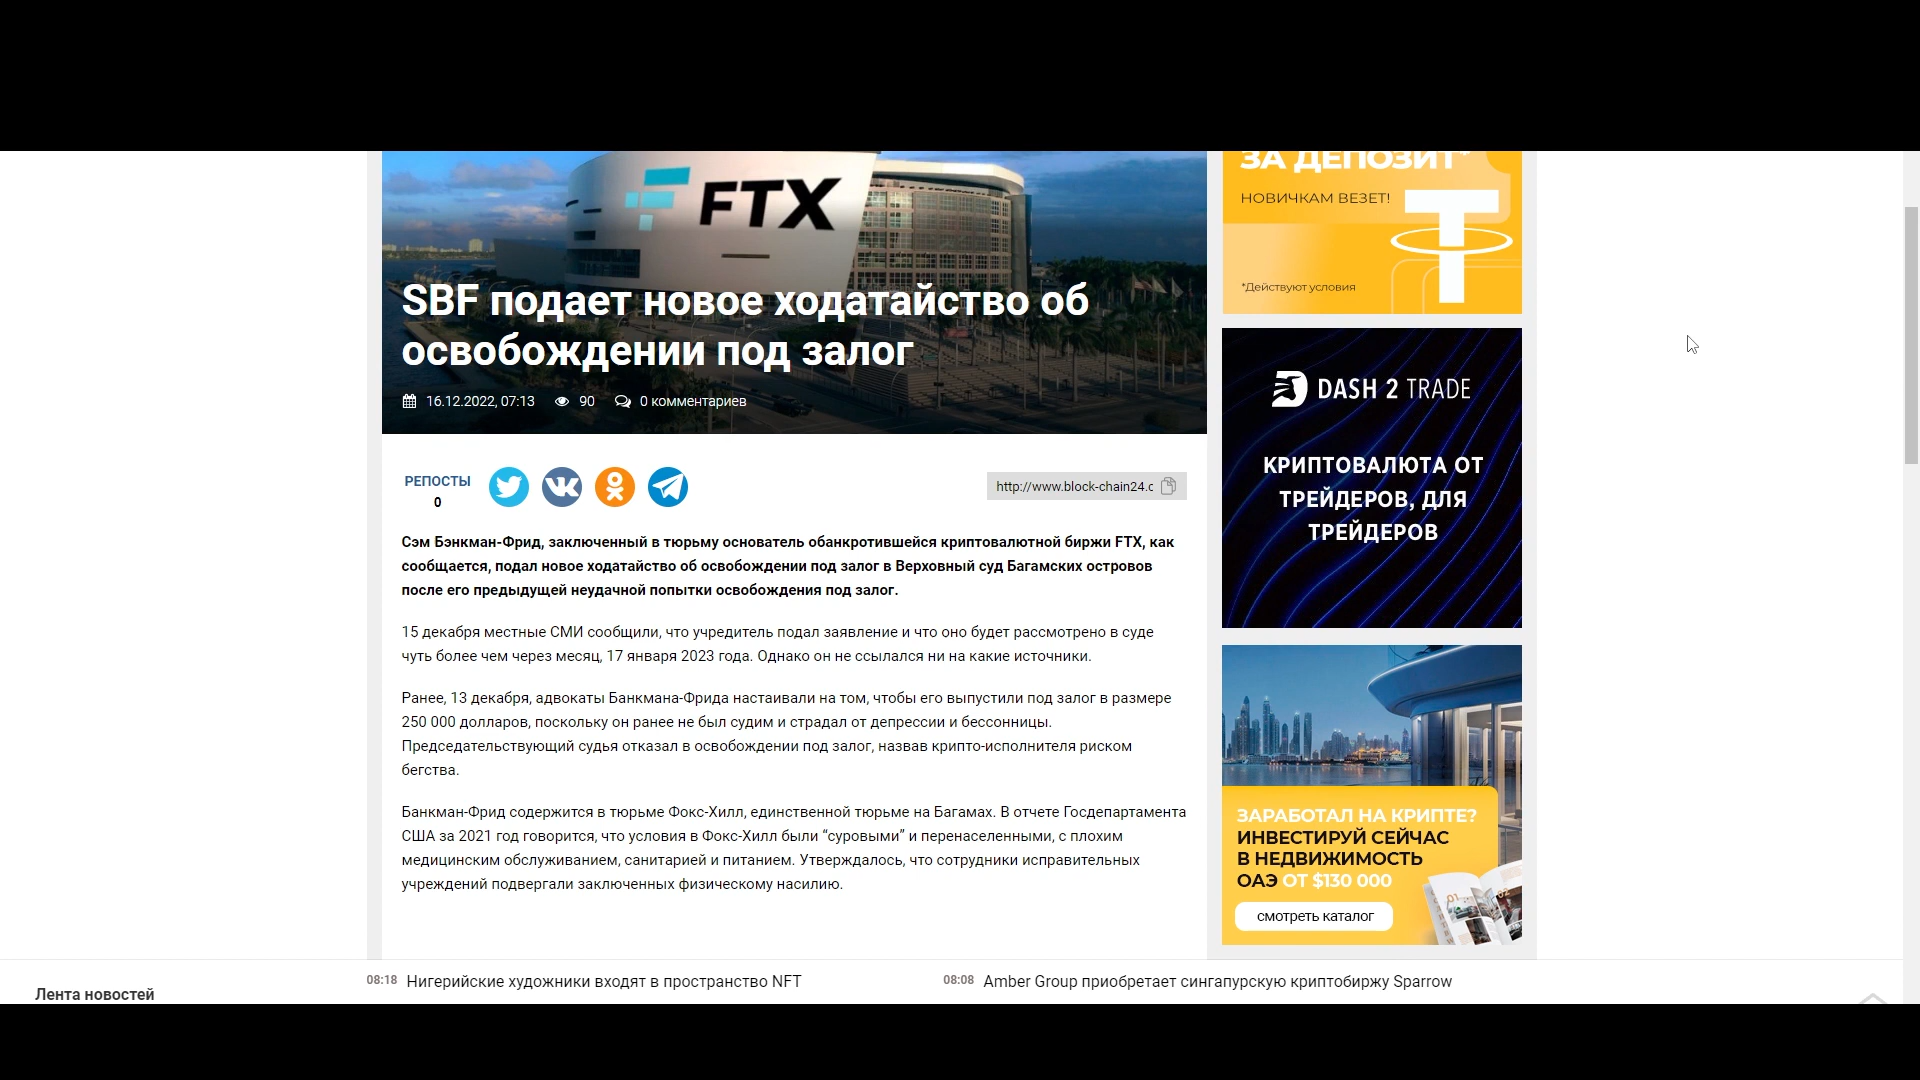 FTX
SBF подает новое ходатайство об
освобождении под залог
16.12.2022, 07:13 90 0 комментариев
РЕПОСТЫ
0
http://www.block-chain24.c
Сэм Бэнкман-Фрид, заключенный в тюрьму основатель обанкротившейся криптовалютной биржи FTX, как
сообщается, подал новое ходатайство об освобождении под залог в Верховный суд Багамских островов
после его предыдущей неудачной попытки освобождения под залог.
15 декабря местные СМИ сообщили, что учредитель подал заявление и что оно будет рассмотрено в суде
чуть более чем через месяц, 17 января 2023 года. Однако он не ссылался ни на какие источники.
Ранее, 13 декабря, адвокаты Банкмана-Фрида настаивали на том, чтобы его выпустили под залог в размере
250 000 долларов, поскольку он ранее не был судим и страдал от депрессии и бессонницы.
Председательствующий судья отказал в освобождении под залог, назвав крипто-исполнителя риском
бегства.
Банкман-Фрид содержится в тюрьме Фокс-Хилл, единственной тюрьме на Багамах. В отчете Госдепартамента
США за 2021 год говорится, что условия в Фокс-Хилл были “суровыми” и перенаселенными, с плохим
медицинским обслуживанием, санитарией и питанием. Утверждалось, что сотрудники исправительных
учреждений подвергали заключенных физическому насилию.
ЗА ДЕПОЗИТ*
НОВИЧКАМ ВЕЗЕТ!
*Действуют условия
DASH 2 TRADE
КРИПТОВАЛЮТА ОТ
ТРЕЙДЕРОВ, ДЛЯ
ТРЕЙДЕРОВ
ЗАРАБОТАЛ НА КРИПТЕ?
ИНВЕСТИРУЙ СЕЙЧАС
В НЕДВИЖИМОСТЬ
ОАЭ ОТ $130 000
смотреть каталог
01
02
Лента новостей
08:18 Нигерийские художники входят в пространство NFT
08:08 Amber Group приобретает сингапурскую криптобиржу Sparrow